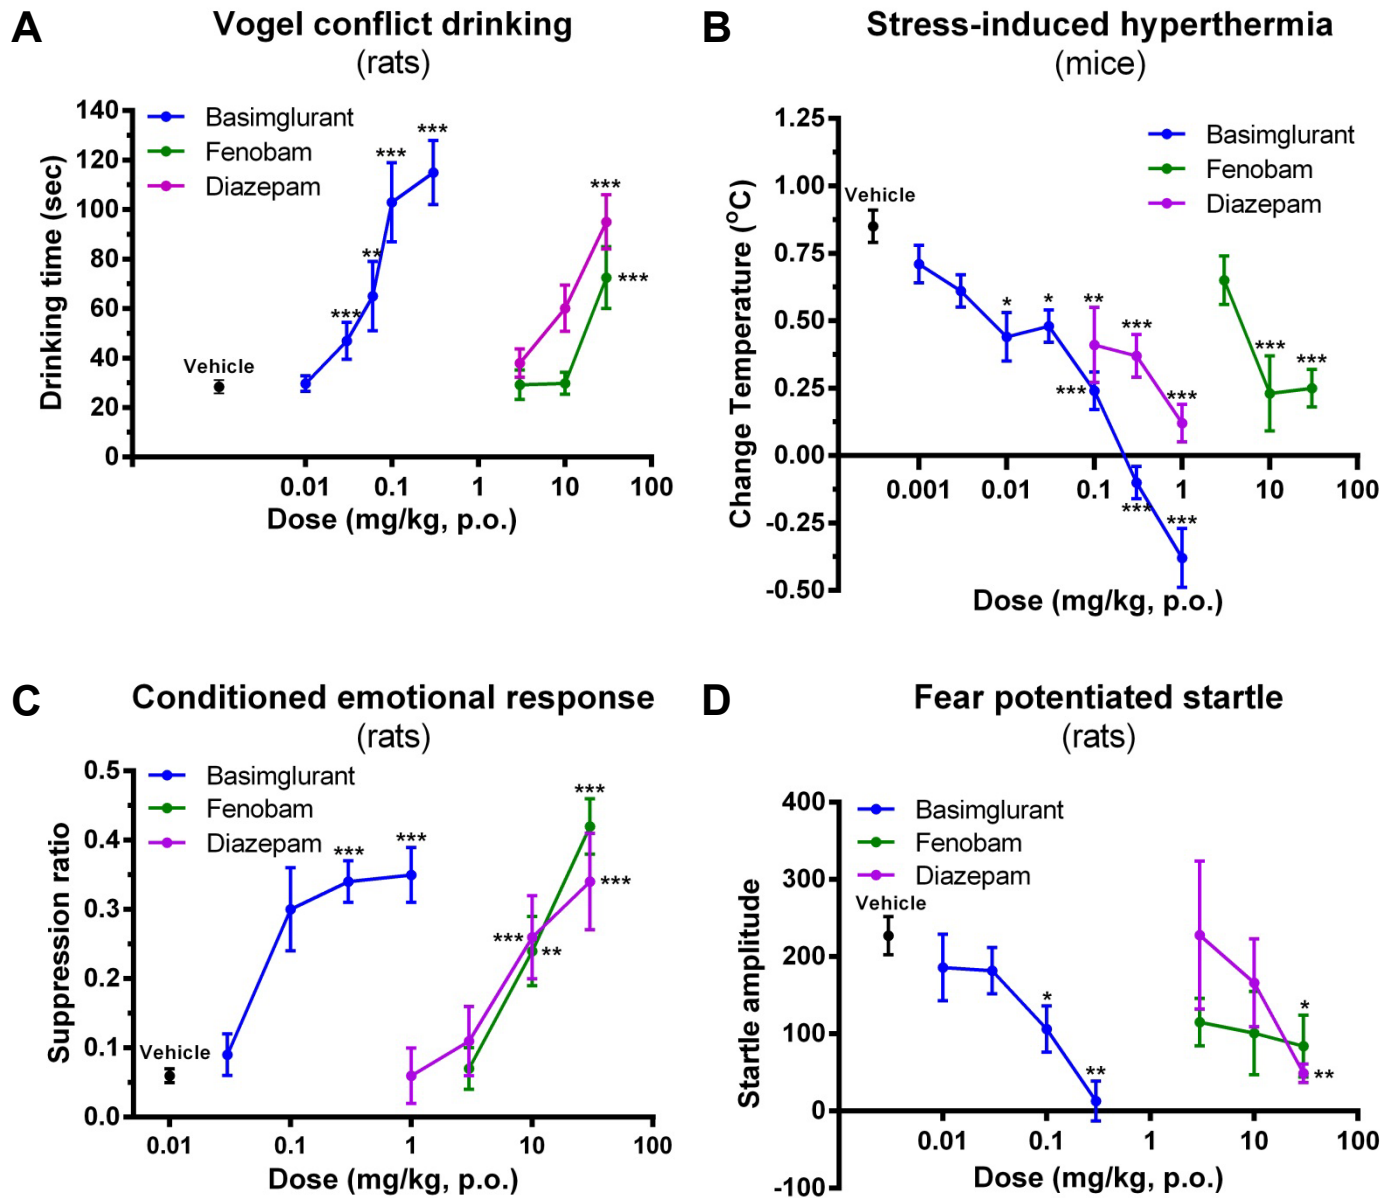 A
Vogel conflict drinking
(rats)
140
120
100
80
60
40
20
0
Drinking time (sec)
Basimglurant
Fenobam
Diazepam
Vehicle
***
**
***
***
***
***
0.01
0.1
1
10
100
Dose (mg/kg, p.o.)
B
Stress-induced hyperthermia
(mice)
1.25
1.00
0.75
0.50
0.25
0.00
-0.25
-0.50
Change Temperature (ºC)
Basimglurant
Fenobam
Diazepam
Vehicle
*
*
**
***
***
***
***
***
***
***
0.001
0.01
0.1
1
10
100
Dose (mg/kg, p.o.)
C
Conditioned emotional response
(rats)
0.5
0.4
0.3
0.2
0.1
0.0
Suppression ratio
Basimglurant
Fenobam
Diazepam
Vehicle
***
***
***
***
***
**
0.01
0.1
1
10
100
Dose (mg/kg, p.o.)
D
Fear potentiated startle
(rats)
400
300
200
100
0
-100
Startle amplitude
Basimglurant
Fenobam
Diazepam
Vehicle
*
**
*
**
0.01
0.1
1
10
100
Dose (mg/kg, p.o.)